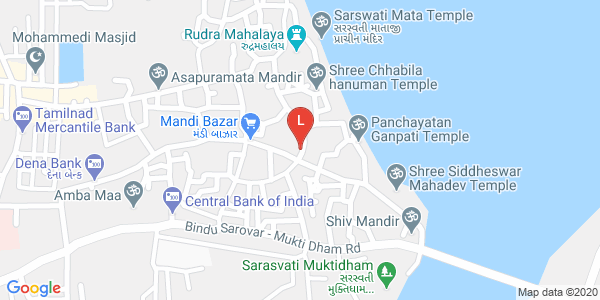 Sarswati Mata Temple
સરસ્વતી માતાજી
પ્રાચીન મંદિર
Rudra Mahalaya
રુદ્રમહાલય
Mohammedi Masjid
Asapuramata Mandir
Shree Chhabila
hanuman Temple
Tamilnad
Mercantile Bank
Mandi Bazar
મંડી બાઝાર
L
Panchayatan
Ganpati Temple
Dena Bank
દેના બેન્ક
Shree Siddheswar
Mahadev Temple
Amba Maa
Central Bank of India
Shiv Mandir
Bindu Sarovar - Mukti Dham Rd
Sarasvati Muktidham
સરસ્વતી
મુક્તિધામ...
Google
Map data ©2020